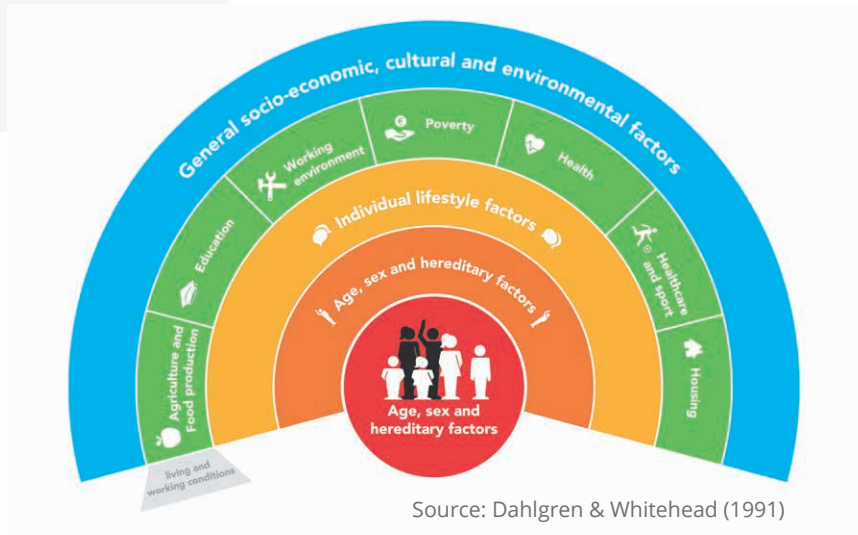 General socio-economic, cultural and environmental factors
Agriculture and
Food production
Education
Working
environment
Poverty
Health
Healthcare
and sport
Housing
Individual lifestyle factors
Age, sex and hereditary factors
Age, sex and
hereditary factors
living and
working conditions
Source: Dahlgren & Whitehead (1991)